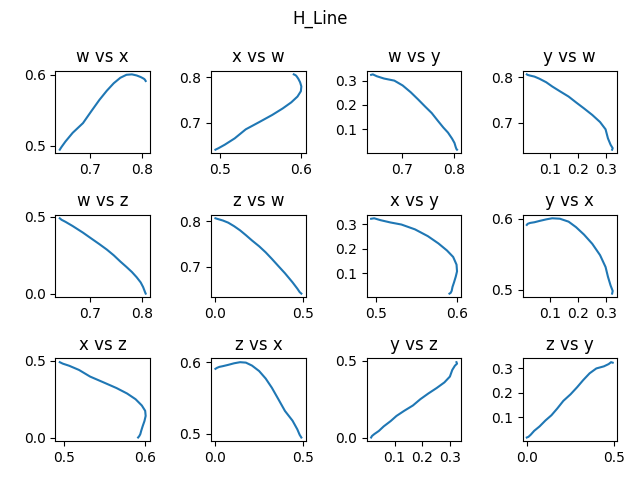 H_Line
w vs x
x vs w
w vs y
y vs w
0.6
0.5
0.7 0.8
0.8
0.7
0.5 0.6
0.3
0.2
0.1
0.7 0.8
0.8
0.7
0.1 0.2 0.3
w vs z
z vs w
x vs y
y vs x
0.5
0.0
0.7 0.8
0.8
0.7
0.0 0.5
0.3
0.2
0.1
0.5 0.6
0.6
0.5
0.1 0.2 0.3
x vs z
z vs x
y vs z
z vs y
0.5
0.0
0.5 0.6
0.6
0.5
0.0 0.5
0.5
0.0
0.1 0.2 0.3
0.3
0.2
0.1
0.0 0.5